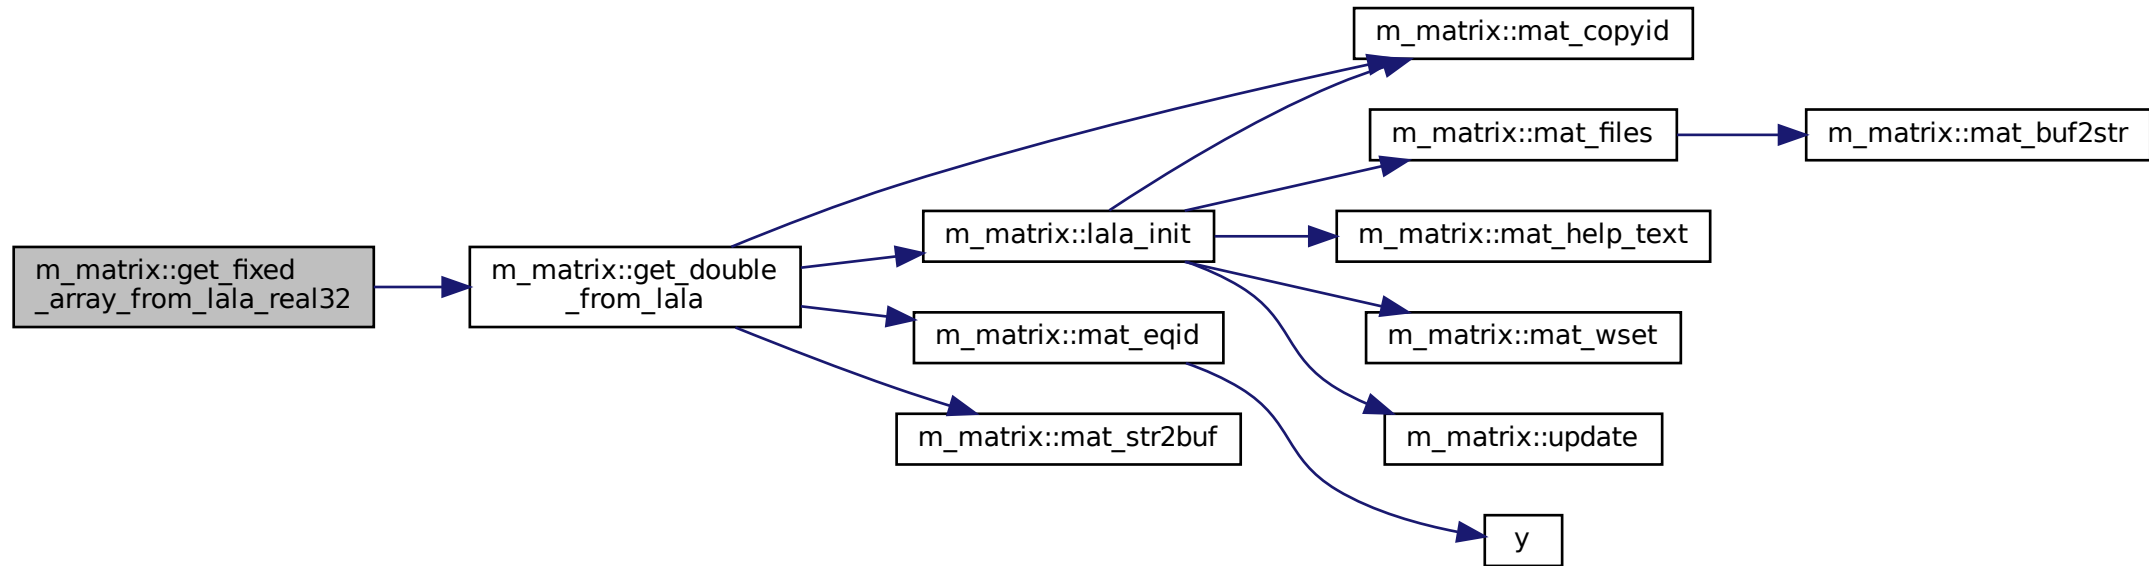 m_matrix::get_fixed
_array_from_lala_real32
m_matrix::get_double
_from_lala
m_matrix::mat_copyid
m_matrix::lala_init
m_matrix::mat_files
m_matrix::mat_buf2str
m_matrix::mat_help_text
m_matrix::mat_wset
m_matrix::update
m_matrix::mat_eqid
y
m_matrix::mat_str2buf